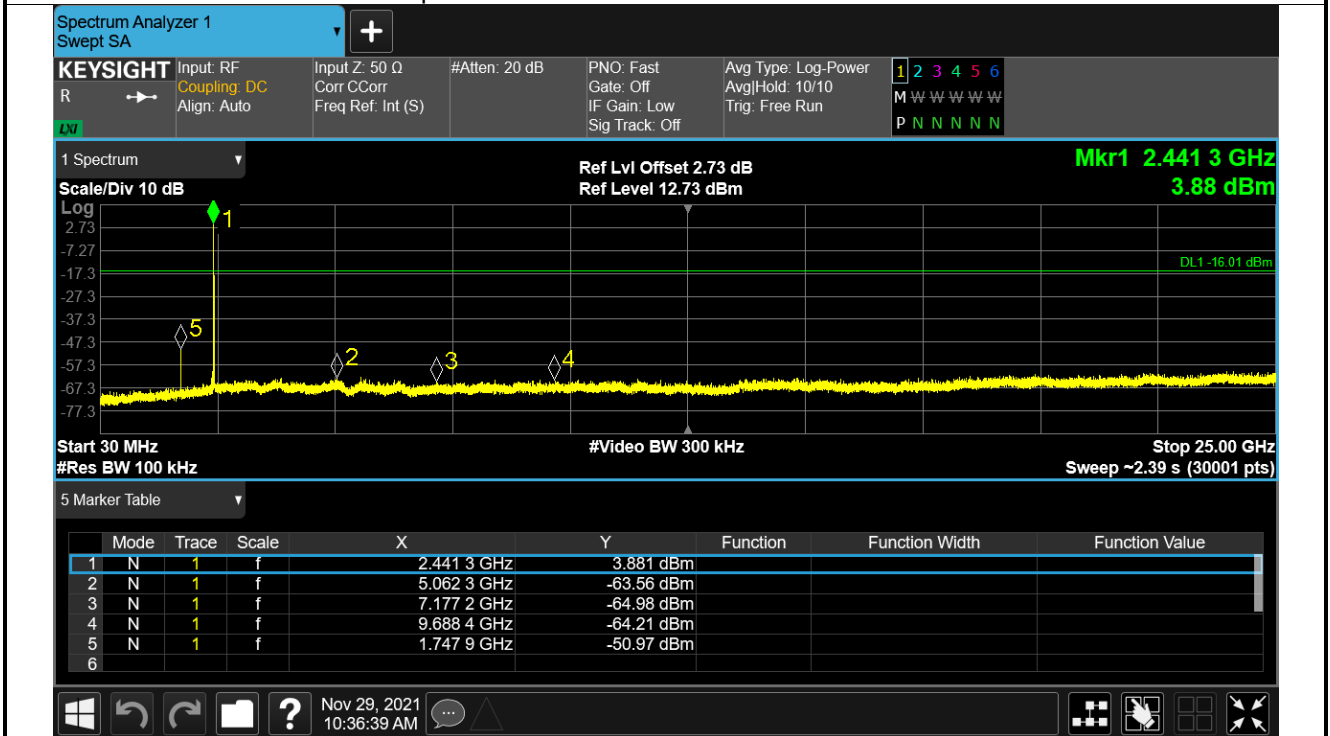 Spectrum Analyzer 1
Swept SA
+
KEYSIGHT
R
LXI
Input: RF
Coupling: DC
Align: Auto
Input Z: 50 Ω
Corr CCorr
Freq Ref: Int (S)
#Atten: 20 dB
PNO: Fast
Gate: Off
IF Gain: Low
Sig Track: Off
Avg Type: Log-Power
Avg|Hold: 10/10
Trig: Free Run
1 2 3 4 5 6
M W W W W W
P N N N N N
1 Spectrum
Scale/Div 10 dB
Ref Lvl Offset 2.73 dB
Ref Level 12.73 dBm
Mkr1 2.441 3 GHz
3.88 dBm
Log
2.73
-7.27
-17.3
-27.3
-37.3
-47.3
-57.3
-67.3
-77.3
1
DL1 -16.01 dBm
5
2
3
4
Start 30 MHz
#Video BW 300 kHz
Stop 25.00 GHz
#Res BW 100 kHz
Sweep ~2.39 s (30001 pts)
5 Marker Table
Mode Trace Scale X Y Function Function Width Function Value
1 N 1 f 2.441 3 GHz 3.881 dBm
2 N 1 f 5.062 3 GHz -63.56 dBm
3 N 1 f 7.177 2 GHz -64.98 dBm
4 N 1 f 9.688 4 GHz -64.21 dBm
5 N 1 f 1.747 9 GHz -50.97 dBm
6
?
Nov 29, 2021
10:36:39 AM